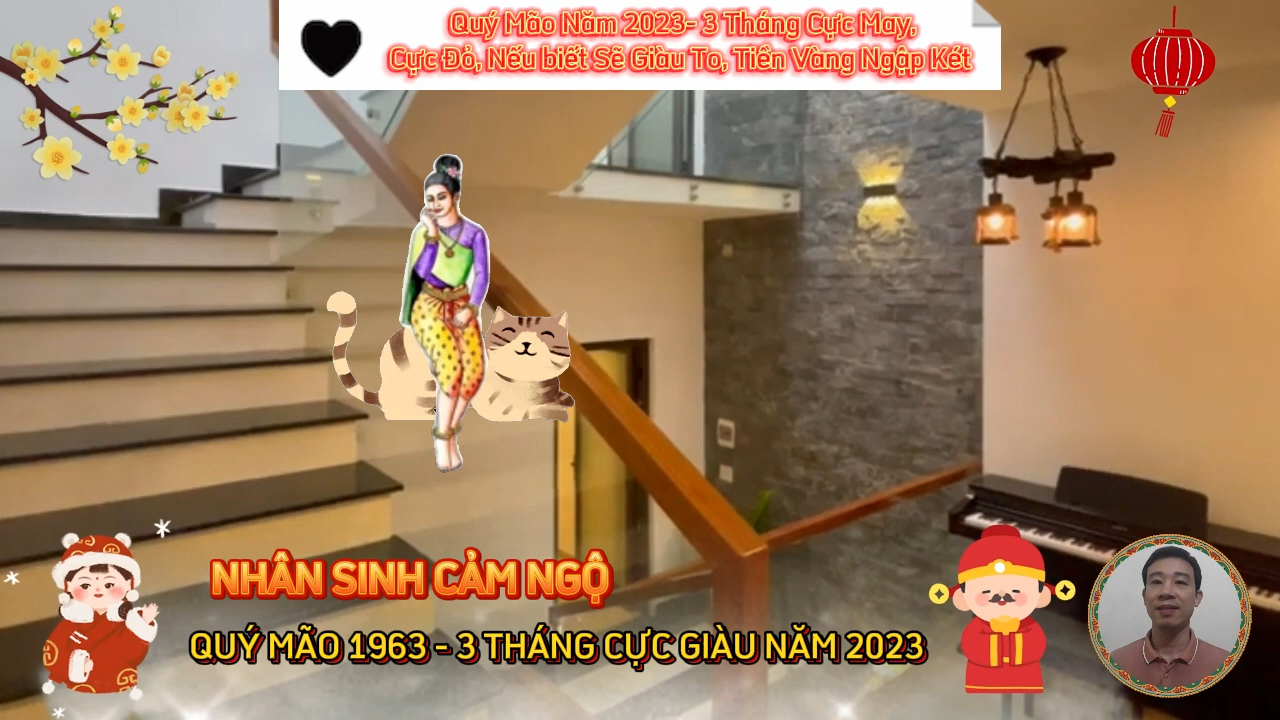 Quý Mão Năm 2023- 3 Tháng Cực May,
Cực Đỏ, Nếu biết Sẽ Giàu To, Tiền Vàng Ngập Két
NHÂN SINH CẢM NGỘ
QUÝ MÃO 1963 - 3 THÁNG CỰC GIÀU NĂM 2023